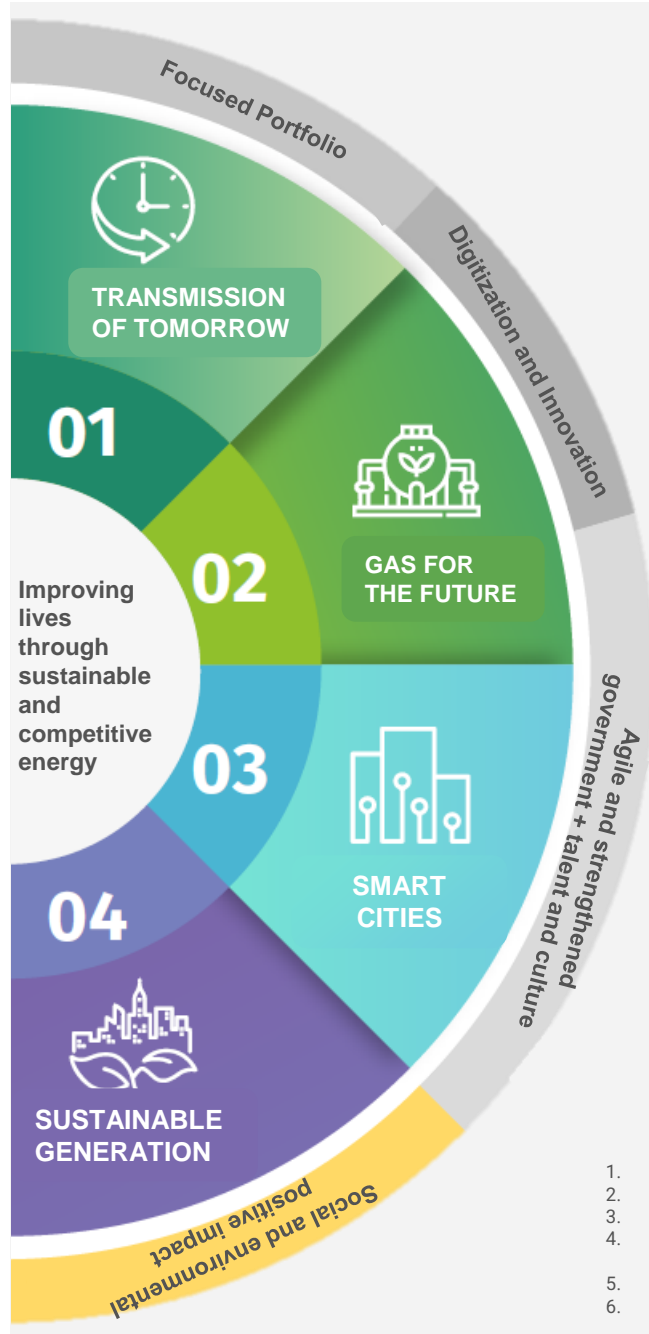 Focused Portfolio
Digitization and Innovation
TRANSMISSION
OF TOMORROW
01
GAS FOR
THE FUTURE
02
Improving
lives
through
sustainable
and
competitive
energy
03
SMART
CITIES
Agile and strengthened
government + talent and culture
04
SUSTAINABLE
GENERATION
Social and environmental
positive impact
1.
2.
3.
4.
5.
6.